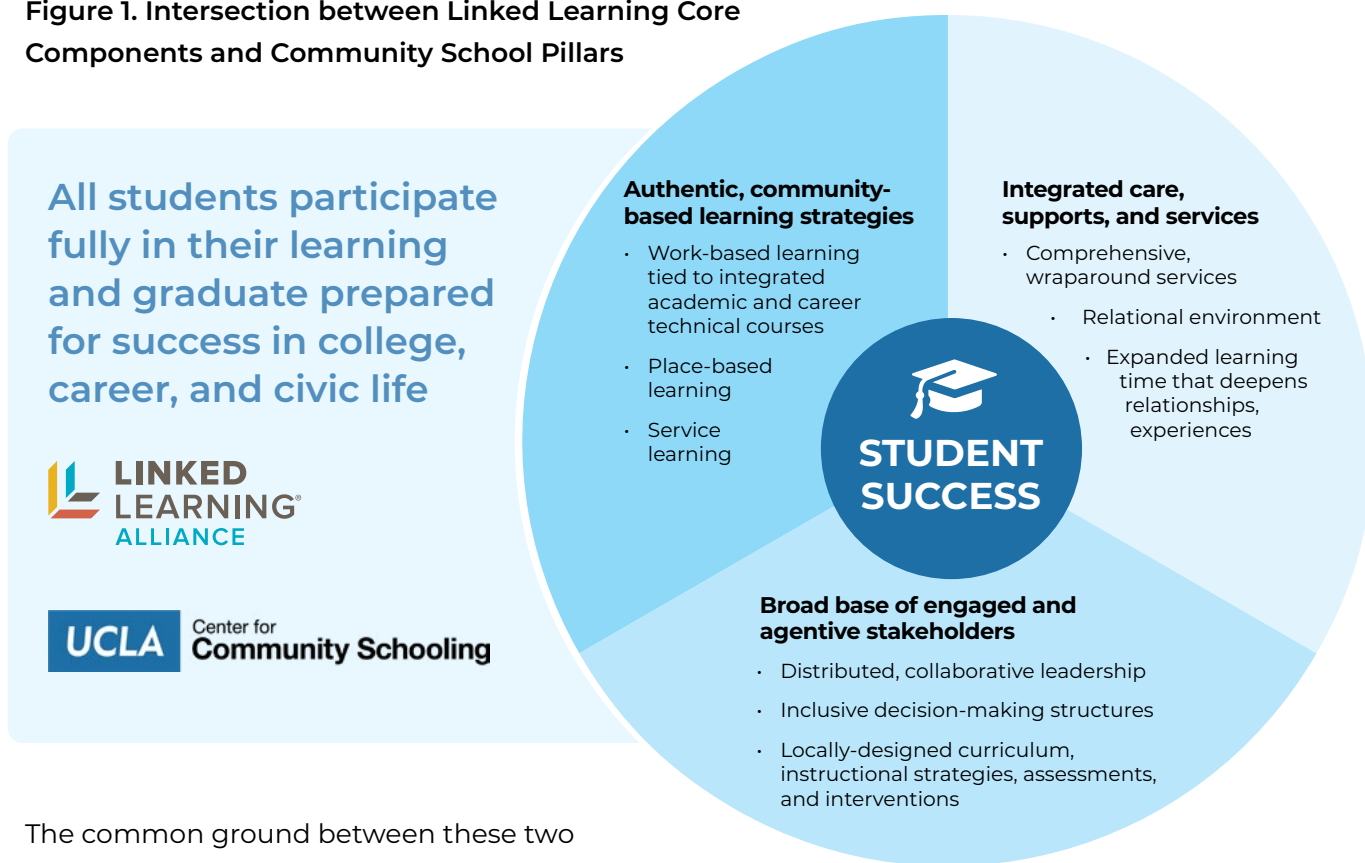 Figure 1. Intersection between Linked Learning Core
Components and Community School Pillars
All students participate
fully in their learning
and graduate prepared
for success in college,
career, and civic life
LINKED
LEARNING®
ALLIANCE
UCLA
Center for
Community Schooling
Authentic, community-
based learning strategies
· Work-based learning
tied to integrated
academic and career
technical courses
· Place-based
learning
· Service
learning
Integrated care,
supports, and services
· Comprehensive,
wraparound services
· Relational environment
· Expanded learning
time that deepens
relationships,
experiences
STUDENT
SUCCESS
Broad base of engaged and
agentive stakeholders
· Distributed, collaborative leadership
· Inclusive decision-making structures
· Locally-designed curriculum,
instructional strategies, assessments,
and interventions
The common ground between these two